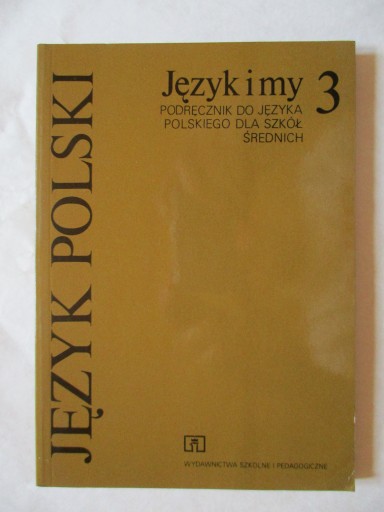 JĘZYK POLSKI
Język i my 3
PODRĘCZNIK DO JĘZYKA
POLSKIEGO DLA SZKÓŁ
ŚREDNICH
WYDAWNICTWA SZKOLNE I PEDAGOGICZNE